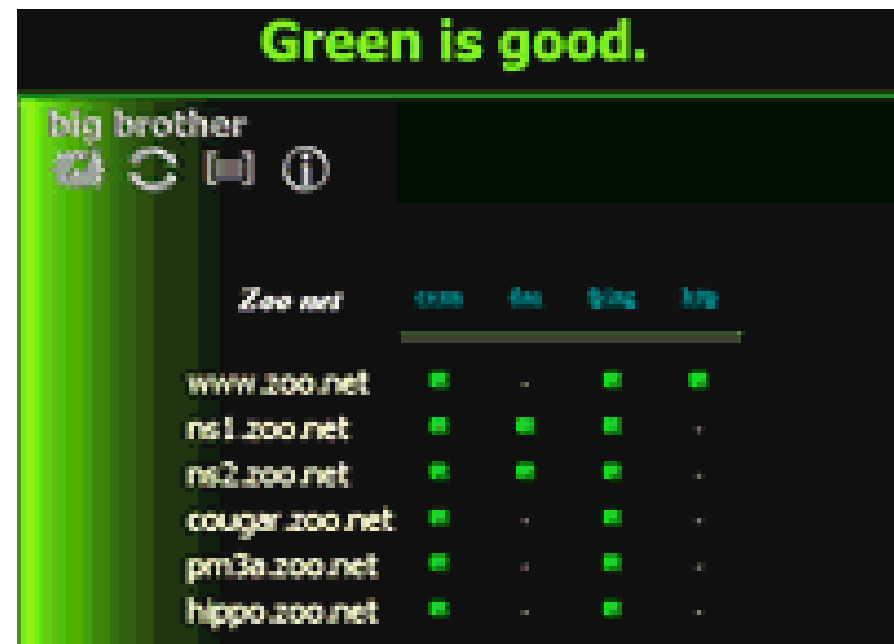 Green is good.
big brother
Zoo net
www.zoo.net
ns1.zoo.net
ns2.zoo.net
cougar.zoo.net
pm3a.zoo.net
hippo.zoo.net